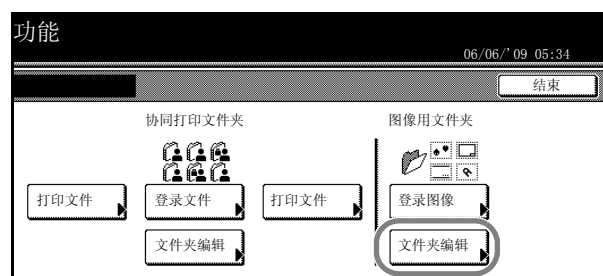 功能
06/06/'09 05:34
结束
协同打印文件夹 图像用文件夹
打印文件 登录文件 打印文件 登录图像
文件夹编辑 文件夹编辑